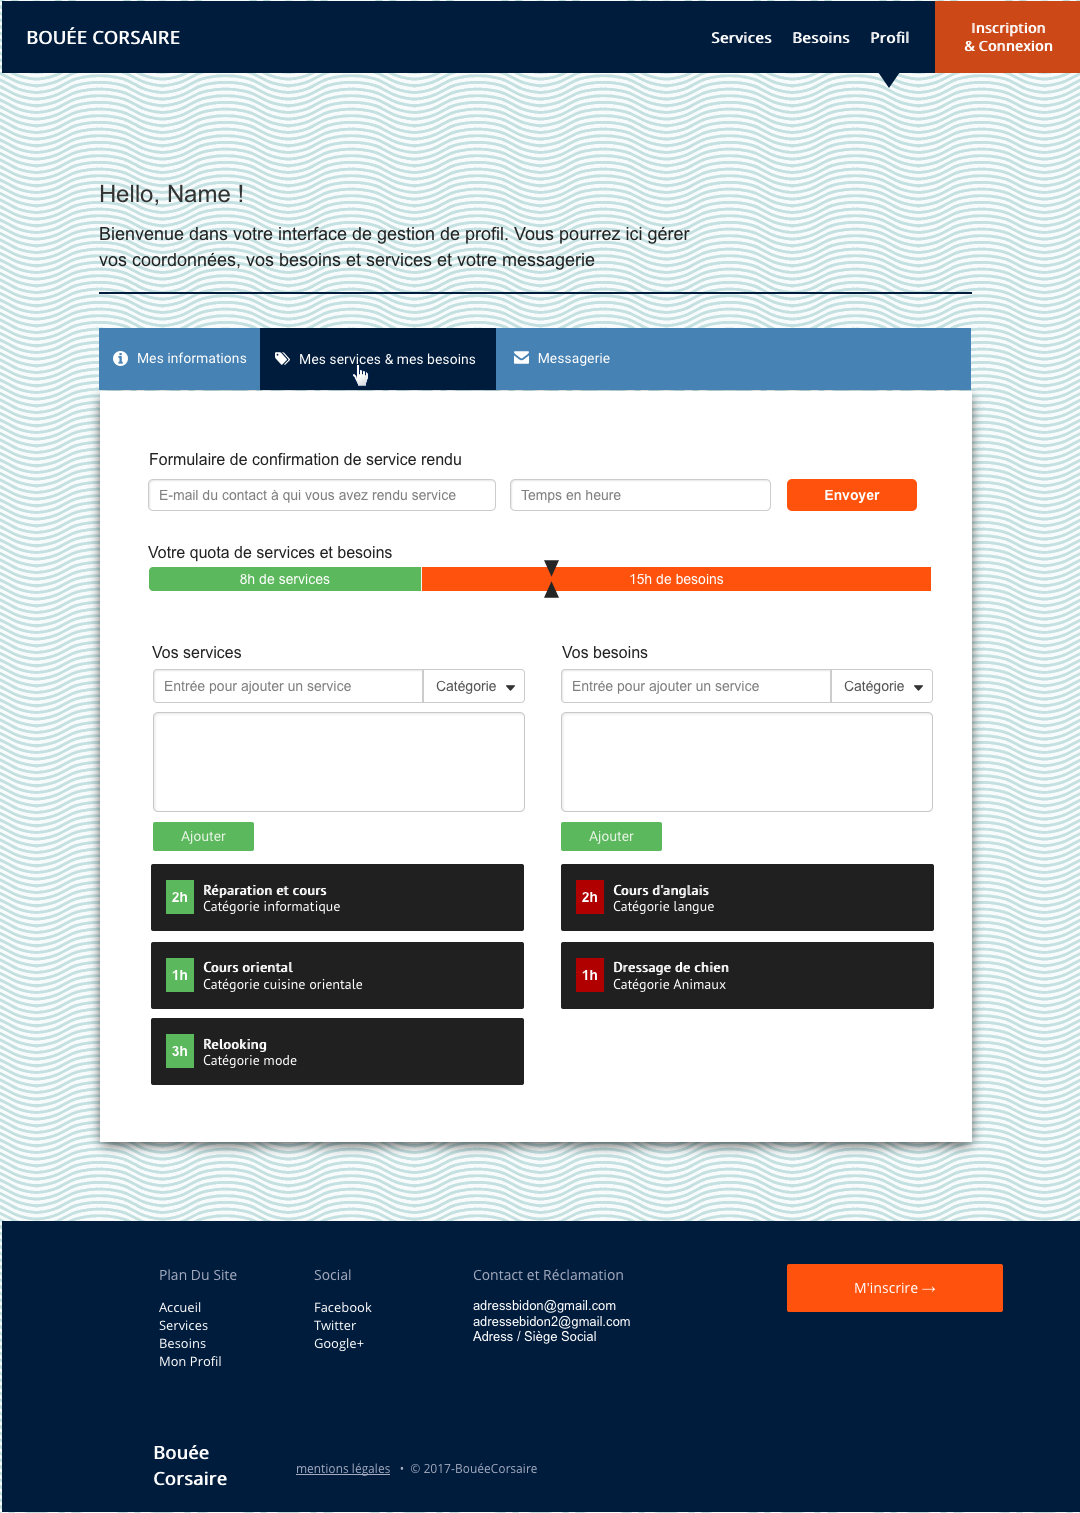 BOUÉE CORSAIRE
Services Besoins Profil
Inscription
& Connexion
Hello, Name !
Bienvenue dans votre interface de gestion de profil. Vous pourrez ici gérer
vos coordonnées, vos besoins et services et votre messagerie
Mes informations Mes services & mes besoins Messagerie
Formulaire de confirmation de service rendu
E-mail du contact à qui vous avez rendu service Temps en heure Envoyer
Votre quota de services et besoins
8h de services 15h de besoins
Vos services
Entrée pour ajouter un service Catégorie
Ajouter
2h Réparation et cours
Catégorie informatique
1h Cours oriental
Catégorie cuisine orientale
3h Relooking
Catégorie mode
Vos besoins
Entrée pour ajouter un service Catégorie
Ajouter
2h Cours d'anglais
Catégorie langue
1h Dressage de chien
Catégorie Animaux
Plan Du Site
Accueil
Services
Besoins
Mon Profil
Social
Facebook
Twitter
Google+
Contact et Réclamation
adressbidon@gmail.com
adressebidon2@gmail.com
Adress / Siège Social
M'inscrire →
Bouée
Corsaire
mentions légales • © 2017-BouéeCorsaire